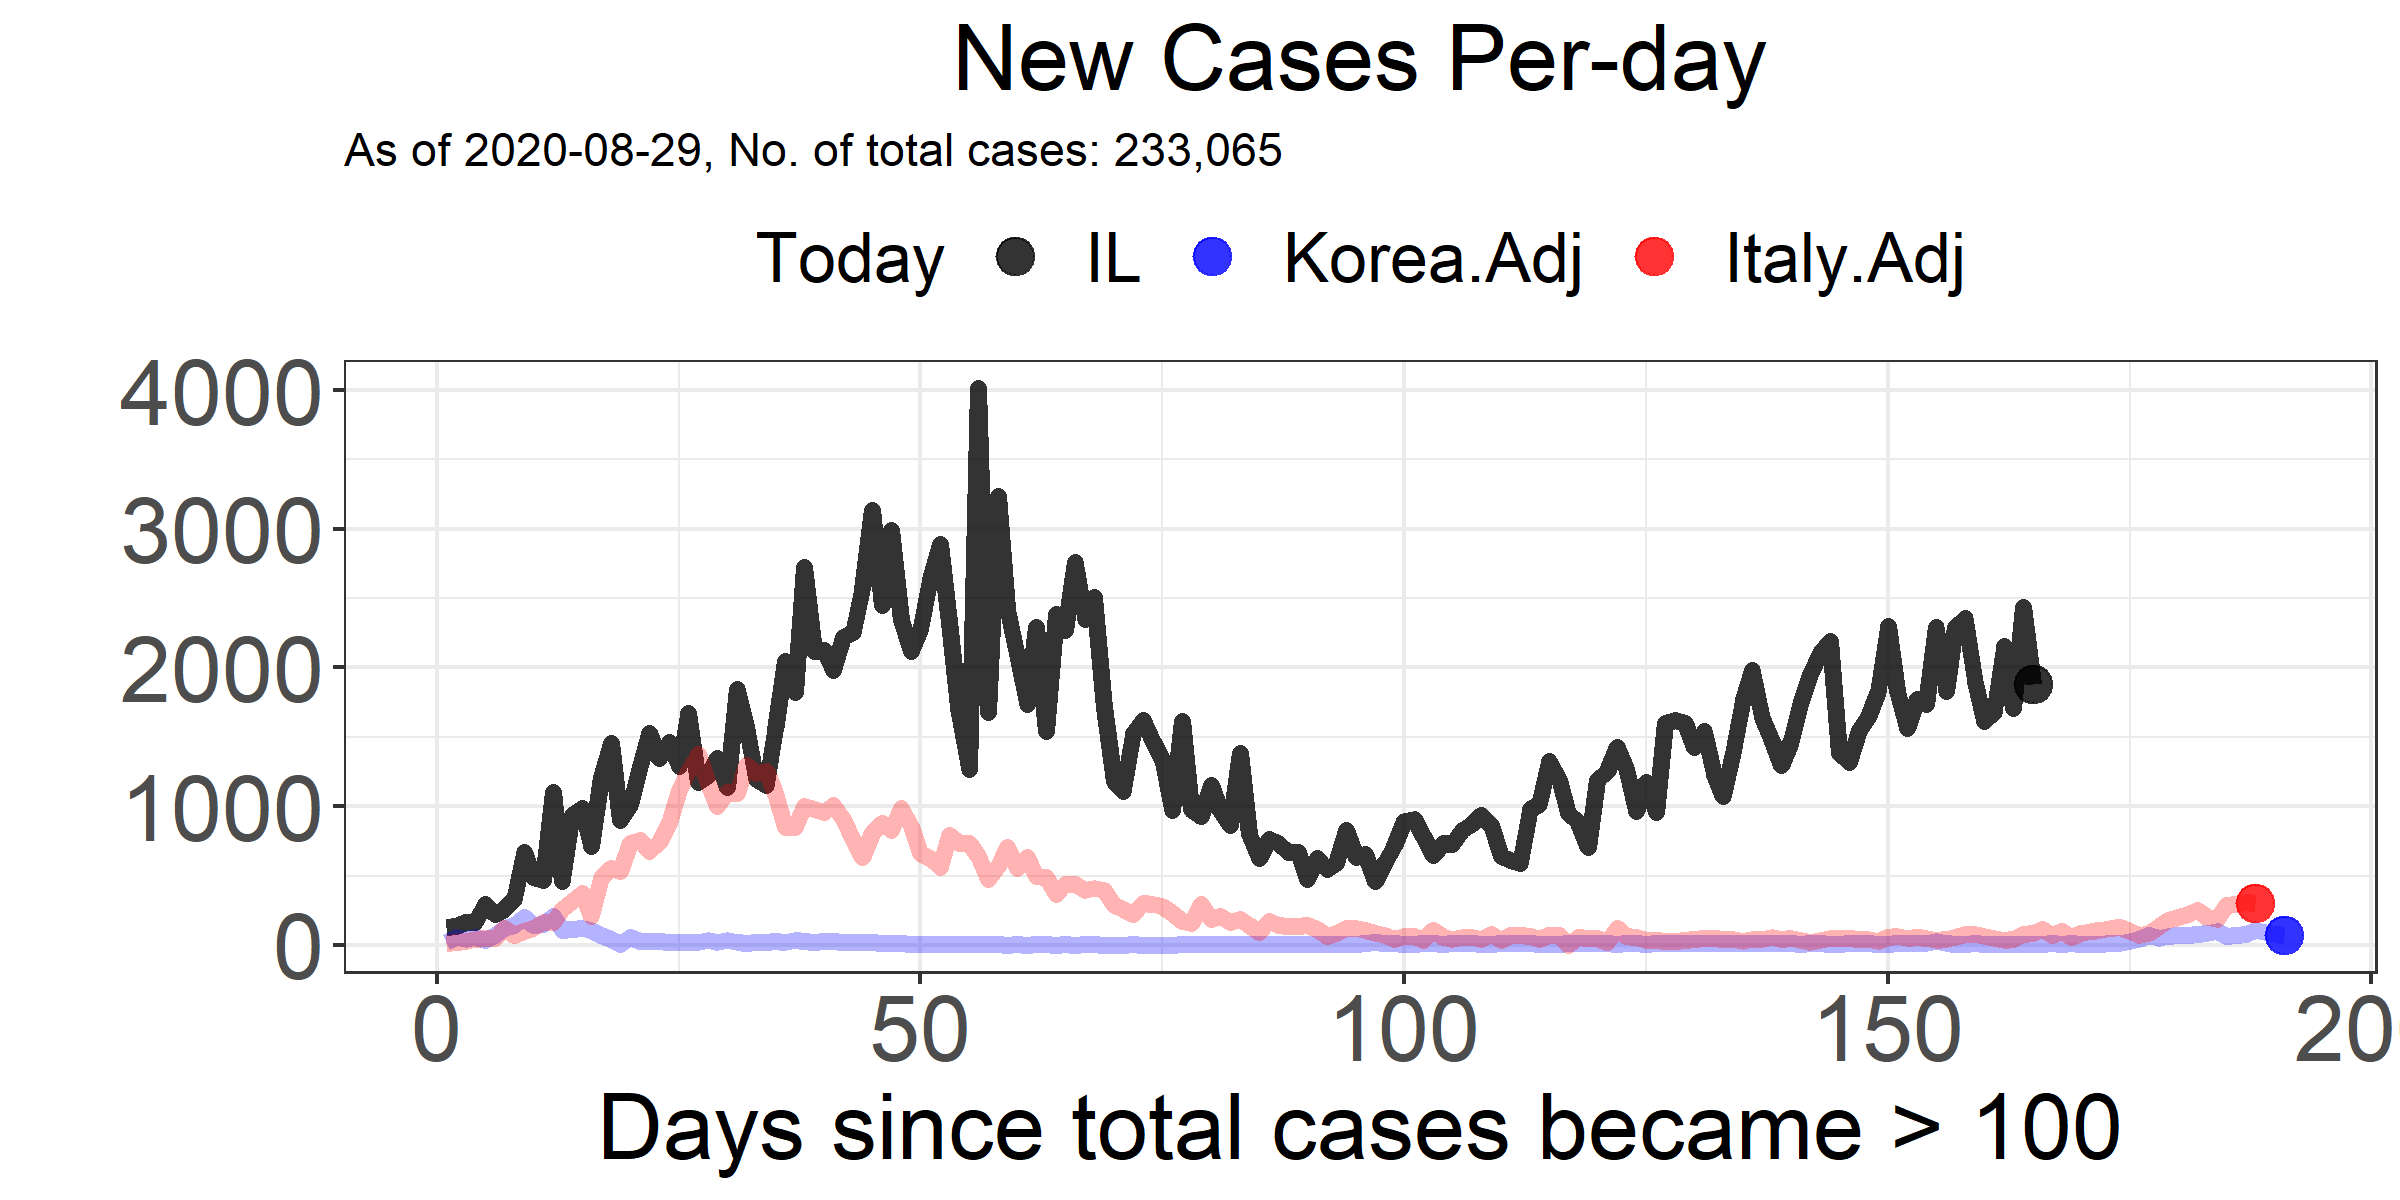 New Cases Per-day
As of 2020-08-29, No. of total cases: 233,065
Today IL Korea.Adj Italy.Adj
4000
3000
2000
1000
0
0 50 100 150 20
Days since total cases became > 100